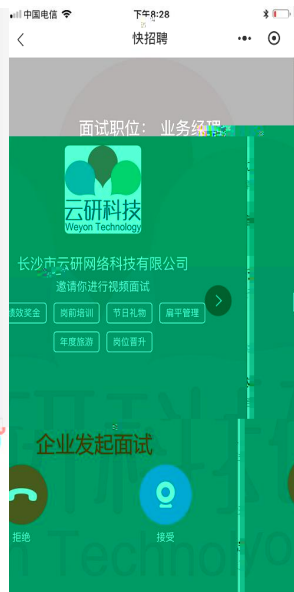 中国电信 下午8:28
快招聘
面试职位： 业务经理
云研科技
Weyon Technology
长沙市云研网络科技有限公司
邀请你进行视频面试
绩效奖金 岗前培训 节日礼物 扁平管理
年度旅游 岗位晋升
企业发起面试
拒绝 接受